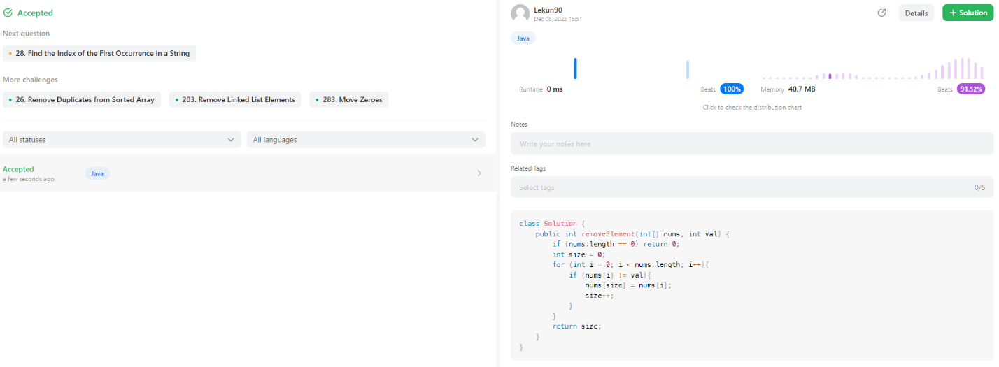 Accepted
Next question
28. Find the Index of the First Occurrence in a String
More challenges
26. Remove Duplicates from Sorted Array
203. Remove Linked List Elements
283. Move Zeroes
All statuses
All languages
Accepted
a few seconds ago
Java
Lekun90
Dec 08, 2022 15:51
Details
+ Solution
Java
Runtime 0 ms
Beats 100%
Memory 40.7 MB
Beats 91.52%
Click to check the distribution chart
Notes
Write your notes here
Related Tags
Select tags
0/5
class Solution {
    public int removeElement(int[] nums, int val) {
        if (nums.length == 0) return 0;
        int size = 0;
        for (int i = 0; i < nums.length; i++){
            if (nums[i] != val){
                nums[size] = nums[i];
                size++;
            }
        }
        return size;
    }
}